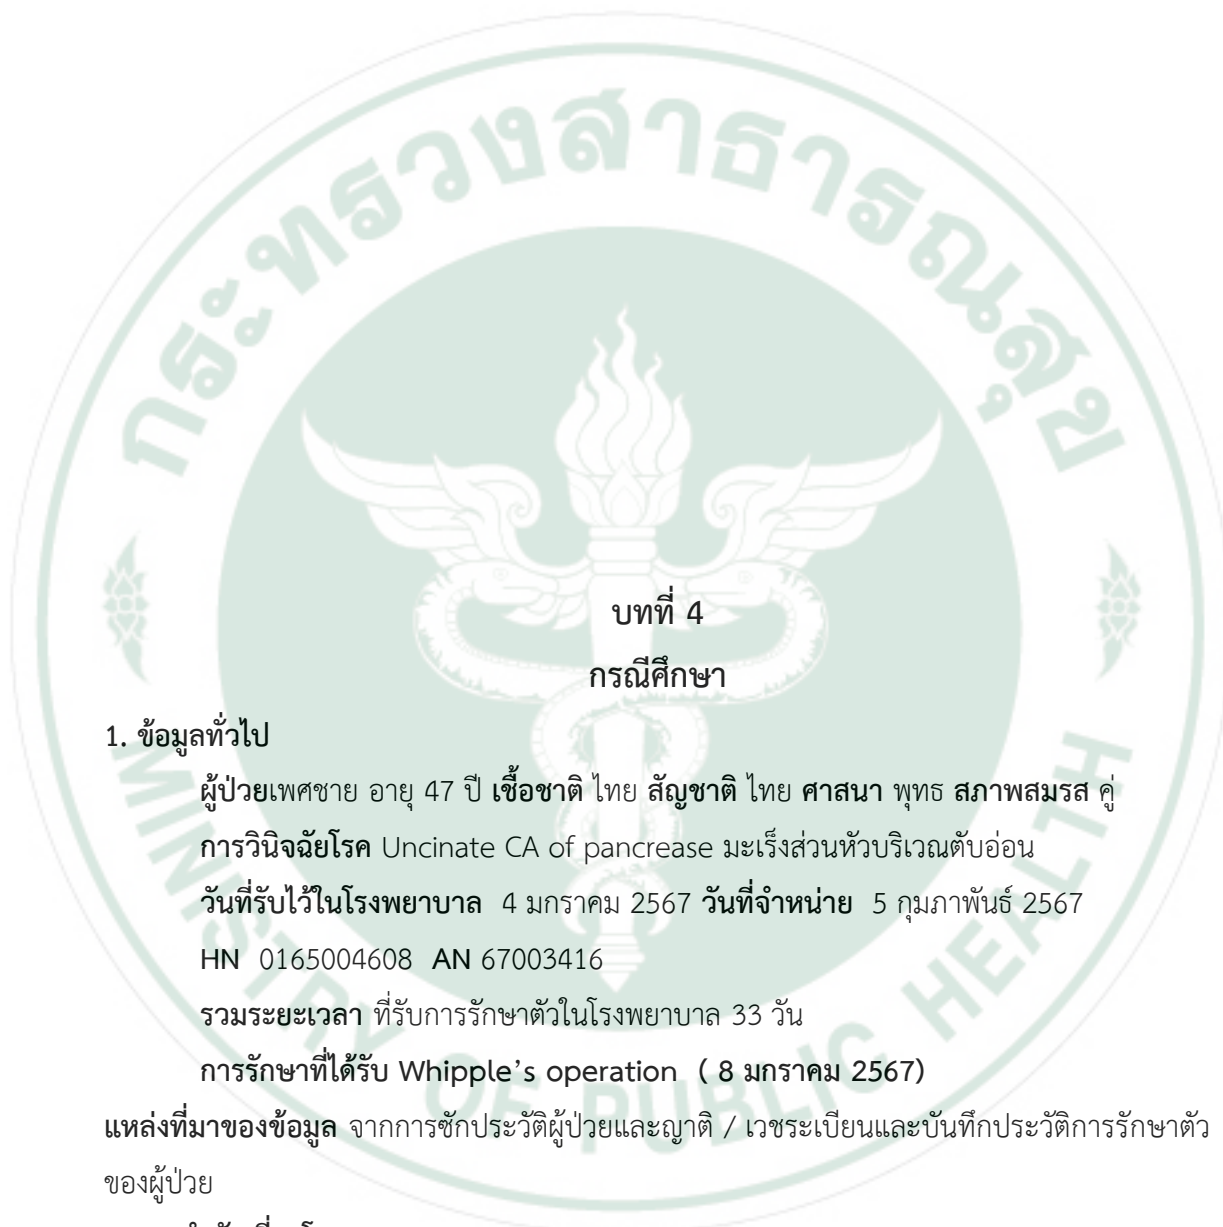 กระทรวงสาธารณสุข
บทที่ 4
กรณีศึกษา
1. ข้อมูลทั่วไป
ผู้ป่วยเพศชาย อายุ 47 ปี เชื้อชาติ ไทย สัญชาติ ไทย ศาสนา พุทธ สภาพสมรส คู่
การวินิจฉัยโรค Uncinate CA of pancrease มะเร็งส่วนหัวบริเวณตับอ่อน
วันที่รับไว้ในโรงพยาบาล 4 มกราคม 2567 วันที่จำหน่าย 5 กุมภาพันธ์ 2567
HN 0165004608 AN 67003416
รวมระยะเวลา ที่รับการรักษาตัวในโรงพยาบาล 33 วัน
การรักษาที่ได้รับ Whipple's operation ( 8 มกราคม 2567)
แหล่งที่มาของข้อมูล จากการซักประวัติผู้ป่วยและญาติ / เวชระเบียนและบันทึกประวัติการรักษาตัว
ของผู้ป่วย
MINISTRY OF PUBLIC HEALTH